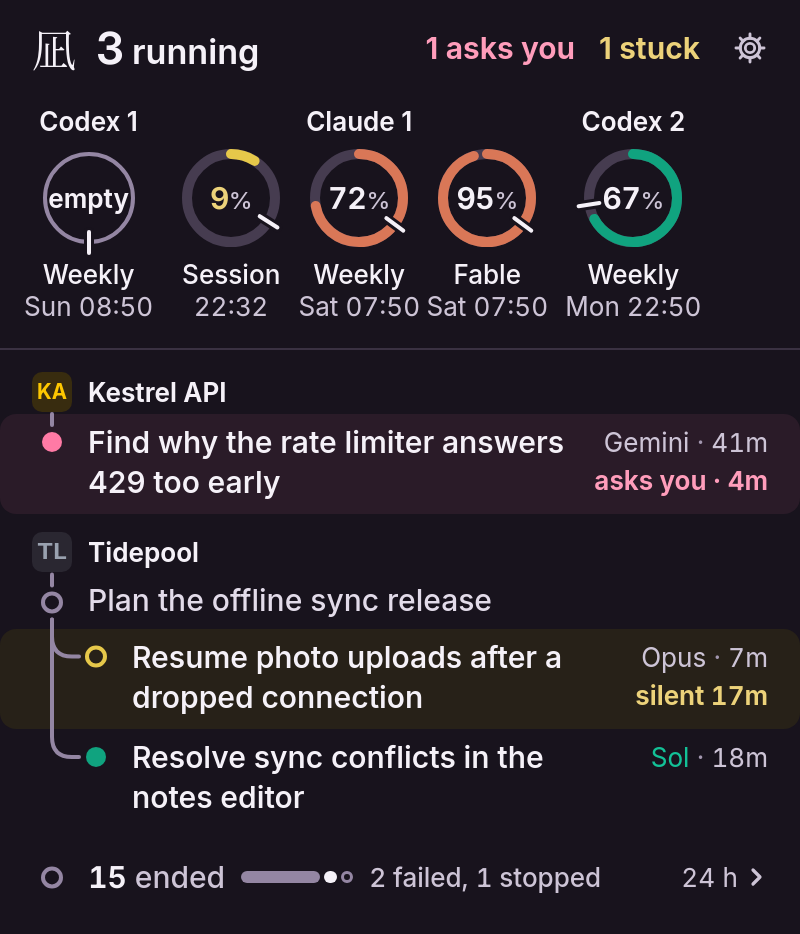 凪 3 running 1 asks you 1 stuck
Codex 1 Claude 1 Codex 2
empty 9% 72% 95% 67%
Weekly Session Weekly Fable Weekly
Sun 08:50 22:32 Sat 07:50 Sat 07:50 Mon 22:50
KA Kestrel API
Find why the rate limiter answers Gemini · 41m
429 too early asks you · 4m
TL Tidepool
Plan the offline sync release
Resume photo uploads after a Opus · 7m
dropped connection silent 17m
Resolve sync conflicts in the Sol · 18m
notes editor
15 ended 2 failed, 1 stopped 24 h